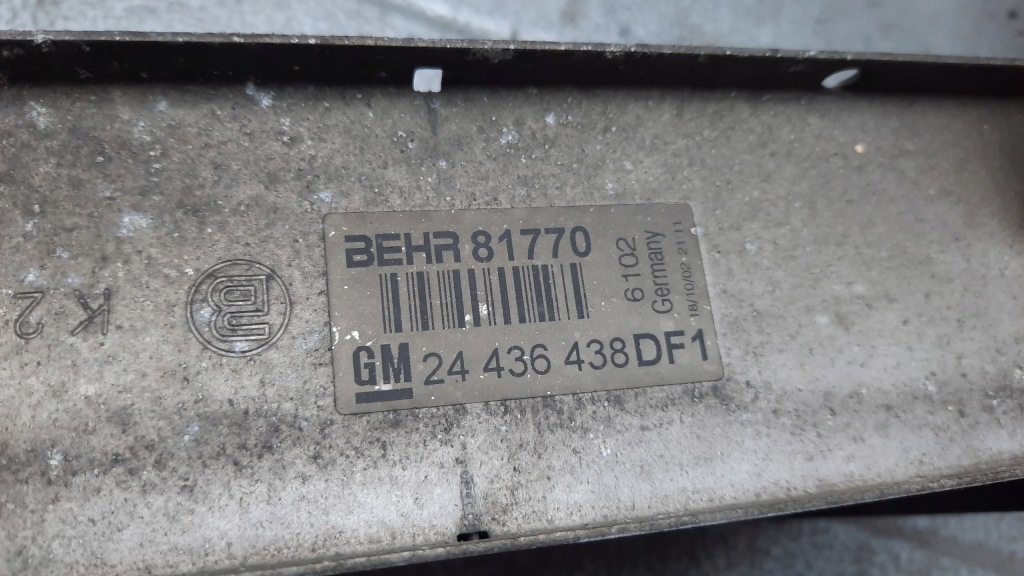 BEHR 81770
GM 24 436 438 DF1
6102
Germany
18/10/02 21:11
K 2